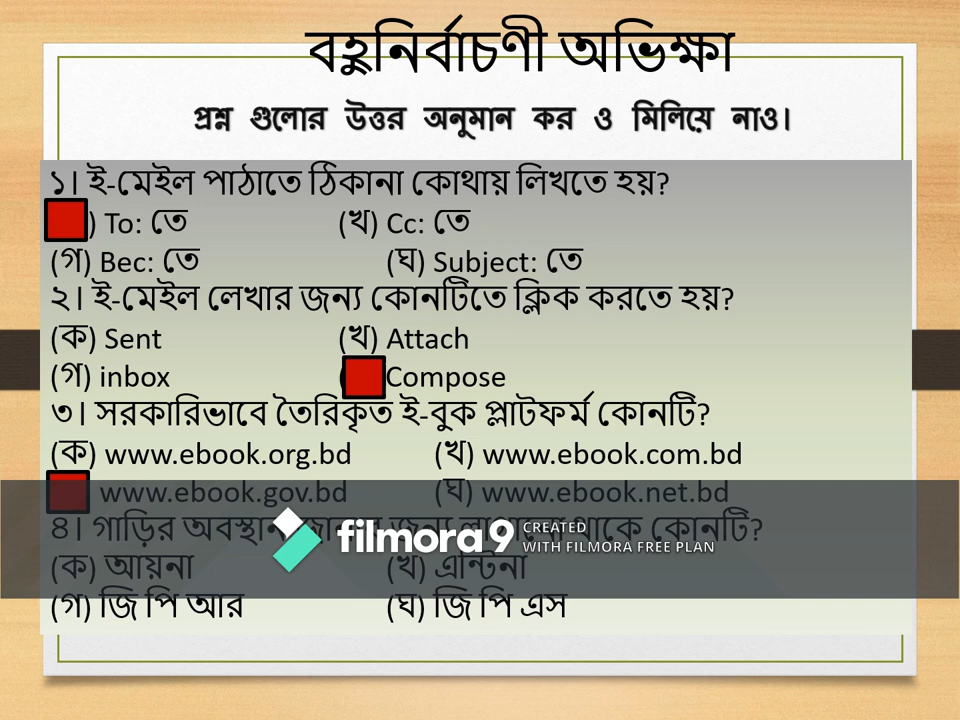 বহুনির্বাচণী অভিক্ষা
প্রশ্ন গুলোর উত্তর অনুমান কর ও মিলিয়ে নাও।
১। ই-মেইল পাঠাতে ঠিকানা কোথায় লিখতে হয়?
) To: তে (খ) Cc: তে
(গ) Bec: তে (ঘ) Subject: তে
২। ই-মেইল লেখার জন্য কোনটিতে ক্লিক করতে হয়?
(ক) Sent (খ) Attach
(গ) inbox ( Compose
৩। সরকারিভাবে তৈরিকৃত ই-বুক প্লাটফর্ম কোনটি?
(ক) www.ebook.org.bd (খ) www.ebook.com.bd
www.ebook.gov.bd (ঘ) www.ebook.net.bd
৪। গাড়ির অবস্থান জানার জন্য লাগানো থাকে কোনটি?
filmora9 CREATED
WITH FILMORA FREE PLAN
(ক) আয়না (খ) এন্টিনা
(গ) জি পি আর (ঘ) জি পি এস